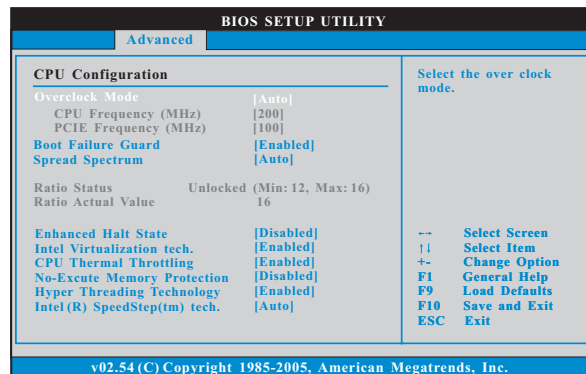 BIOS SETUP UTILITY
Advanced
CPU Configuration
Overclock Mode [Auto]
CPU Frequency (MHz) [200]
PCIE Frequency (MHz) [100]
Boot Failure Guard [Enabled]
Spread Spectrum [Auto]
Ratio Status Unlocked (Min: 12, Max: 16)
Ratio Actual Value 16
Enhanced Halt State [Disabled]
Intel Virtualization tech. [Enabled]
CPU Thermal Throttling [Enabled]
No-Excute Memory Protection [Disabled]
Hyper Threading Technology [Enabled]
Intel (R) SpeedStep(tm) tech. [Auto]
Select the over clock
mode.
←→ Select Screen
↑↓ Select Item
+- Change Option
F1 General Help
F9 Load Defaults
F10 Save and Exit
ESC Exit
v02.54 (C) Copyright 1985-2005, American Megatrends, Inc.